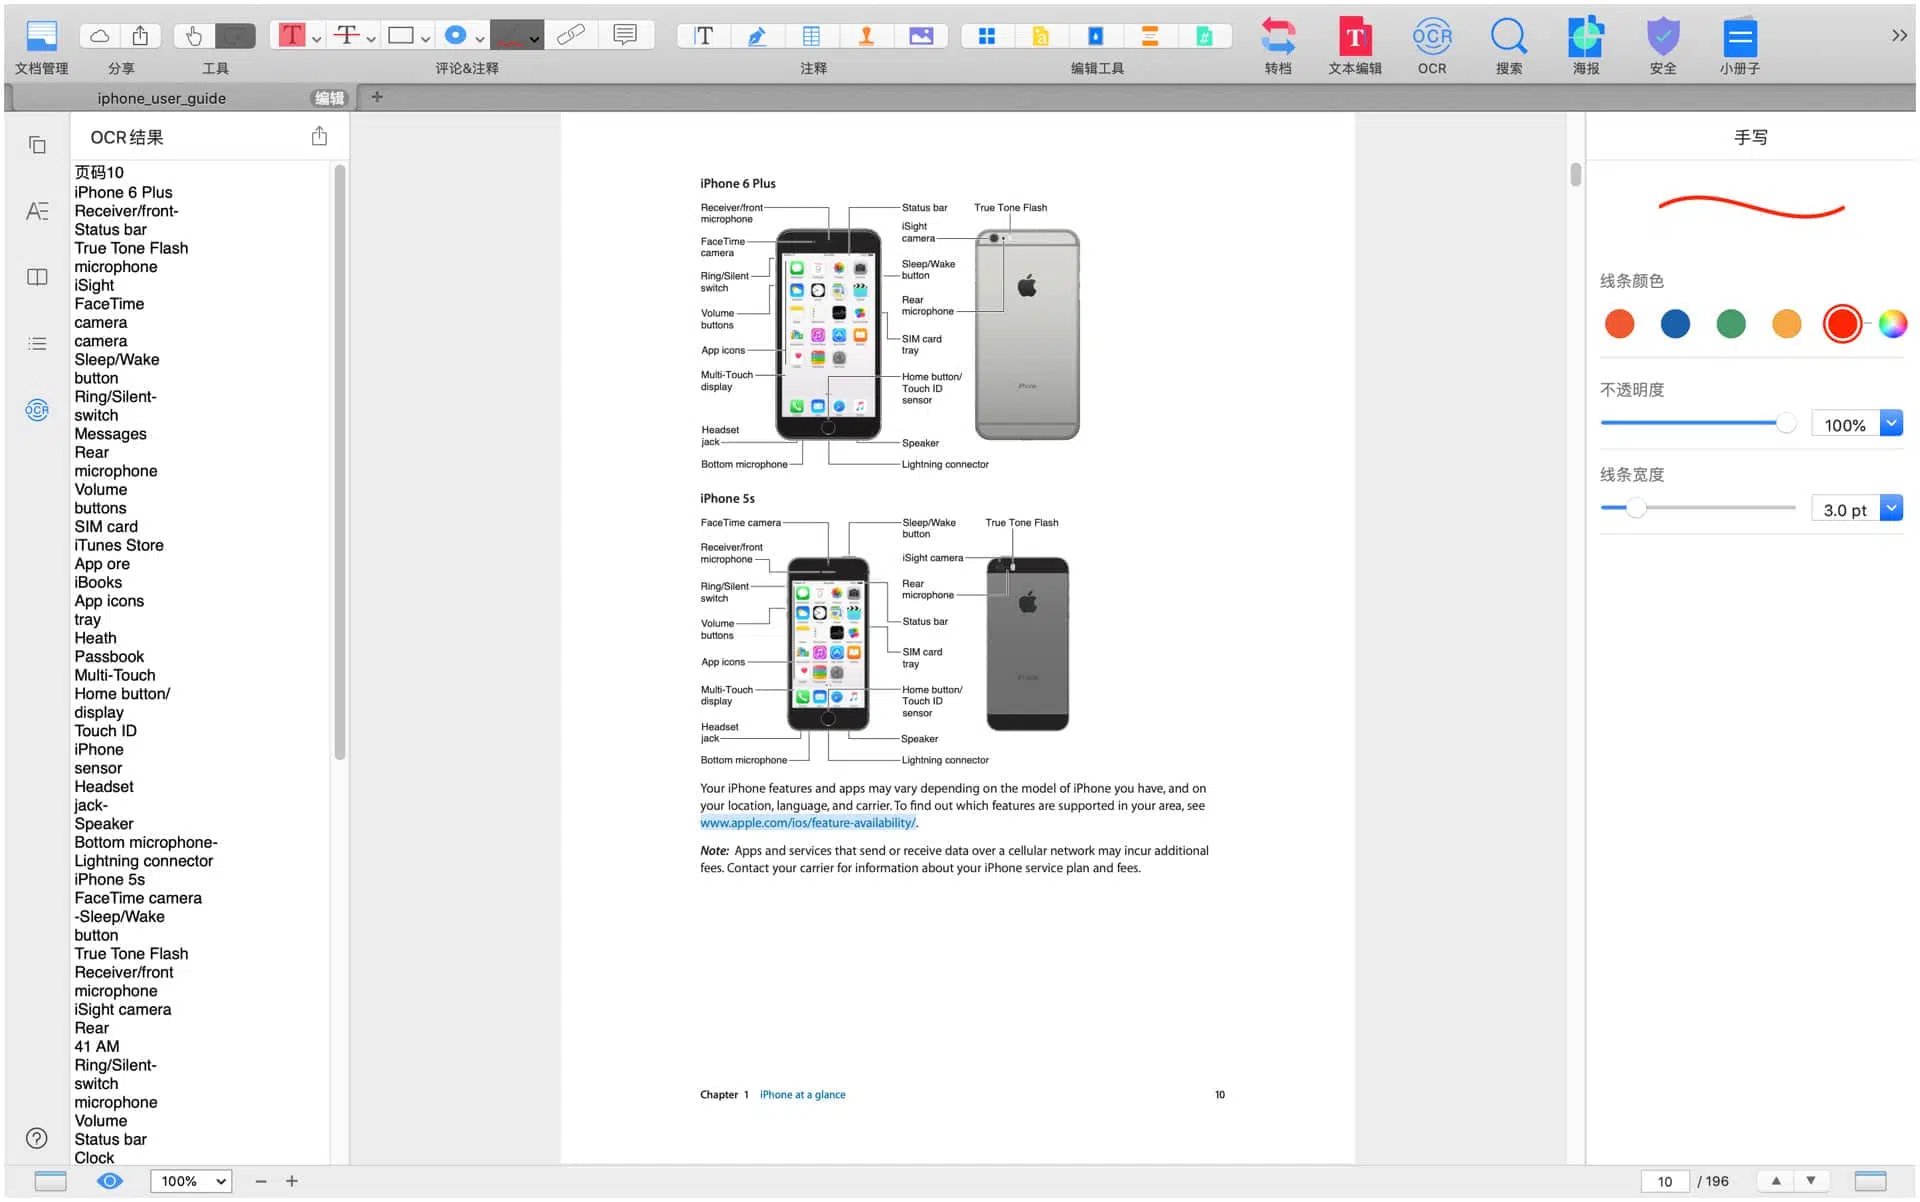 文档管理
分享
工具
评论&注释
注释
编辑工具
转档
文本编辑
OCR
搜索
海报
安全
小册子
iphone_user_guide
编辑
OCR结果
页码10
iPhone 6 Plus
Receiver/front-
Status bar
True Tone Flash
microphone
iSight
FaceTime
camera
camera
Sleep/Wake
button
Ring/Silent-
switch
Messages
Rear
microphone
Volume
buttons
SIM card
iTunes Store
App ore
iBooks
App icons
tray
Heath
Passbook
Multi-Touch
Home button/
display
Touch ID
iPhone
sensor
Headset
jack-
Speaker
Bottom microphone-
Lightning connector
iPhone 5s
FaceTime camera
-Sleep/Wake
button
True Tone Flash
Receiver/front
microphone
iSight camera
Rear
41 AM
Ring/Silent-
switch
microphone
Volume
Status bar
Clock
iPhone 6 Plus
Receiver/front
microphone
FaceTime
camera
Ring/Silent
switch
Volume
buttons
App icons
Multi-Touch
display
Headset
jack
Bottom microphone
Status bar
iSight
camera
Sleep/Wake
button
Rear
microphone
SIM card
tray
Home button/
Touch ID
sensor
Speaker
Lightning connector
True Tone Flash
iPhone
iPhone 5s
FaceTime camera
Receiver/front
microphone
Ring/Silent
switch
Volume
buttons
App icons
Multi-Touch
display
Headset
jack
Bottom microphone
Sleep/Wake
button
iSight camera
Rear
microphone
Status bar
SIM card
tray
Home button/
Touch ID
sensor
Speaker
Lightning connector
True Tone Flash
iPhone
Your iPhone features and apps may vary depending on the model of iPhone you have, and on
your location, language, and carrier. To find out which features are supported in your area, see
www.apple.com/ios/feature-availability/.
Note: Apps and services that send or receive data over a cellular network may incur additional
fees. Contact your carrier for information about your iPhone service plan and fees.
Chapter 1 iPhone at a glance
10
手写
线条颜色
不透明度
100%
线条宽度
3.0 pt
100%
10 / 196